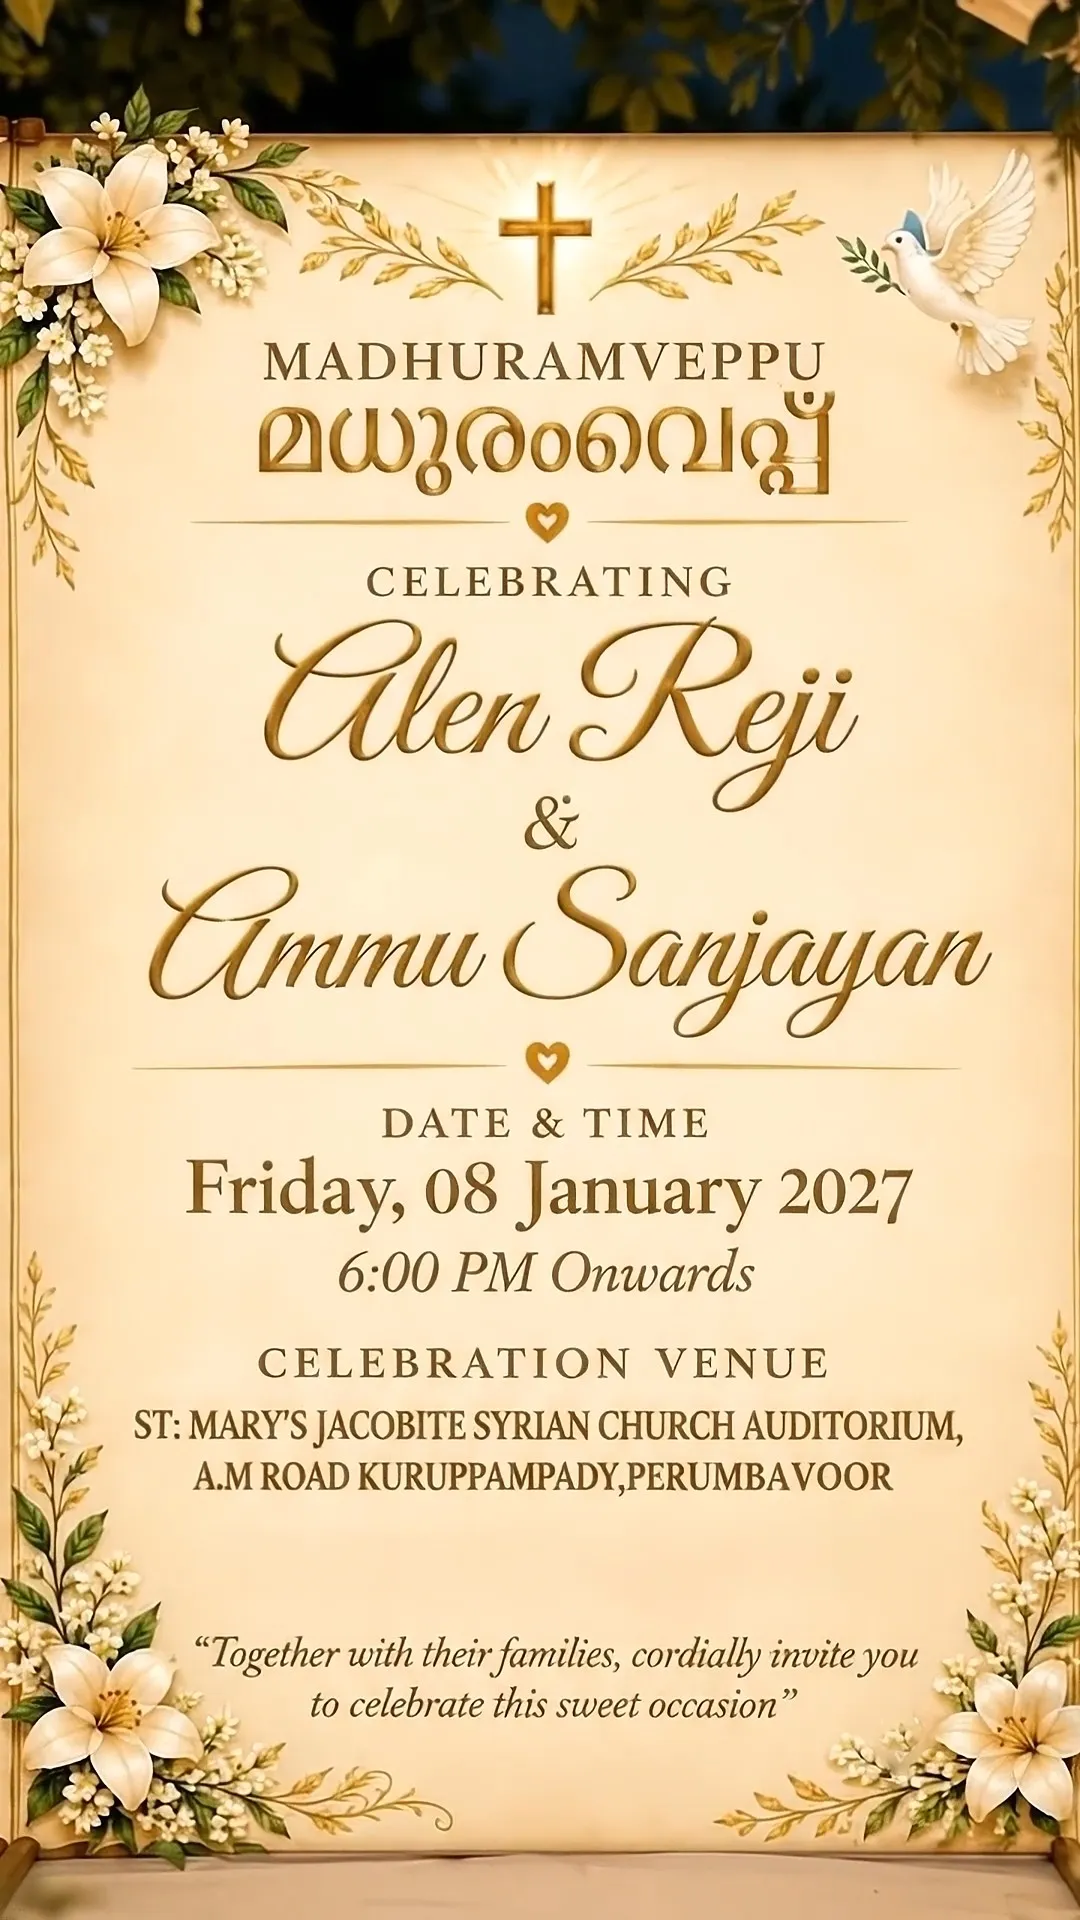 MADHURAMVEPPU
മധുരംവെപ്പ്
CELEBRATING
Alen Reji
&
Ammu Sanjayan
DATE & TIME
Friday, 08 January 2027
6:00 PM Onwards
CELEBRATION VENUE
ST: MARY'S JACOBITE SYRIAN CHURCH AUDITORIUM,
A.M ROAD KURUPPAMPADY,PERUMBAVOOR
“Together with their families, cordially invite you
to celebrate this sweet occasion”